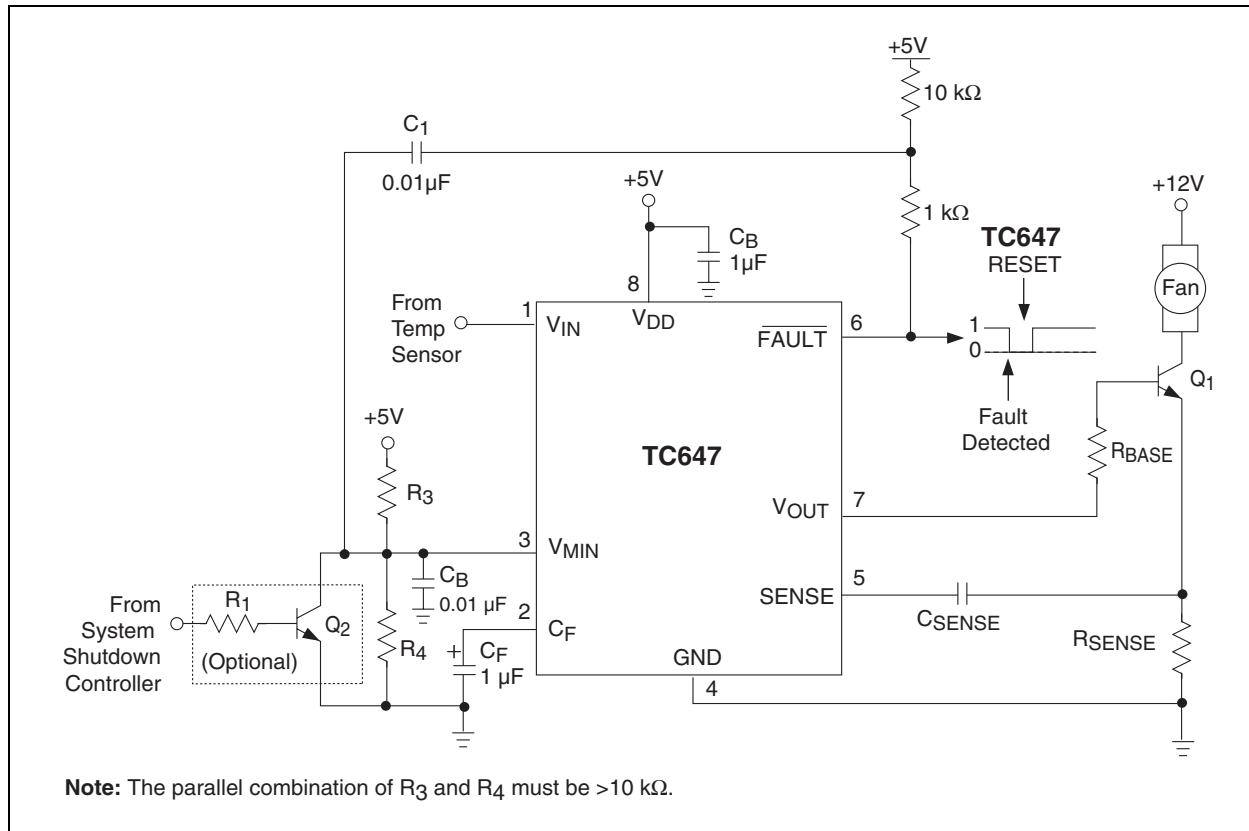 +5V
10 kΩ
C1
0.01µF
+5V
1 kΩ
+12V
CB
1µF
TC647
RESET
Fan
8
From
Temp
Sensor
1
VIN
VDD
FAULT
6
1
0
Q1
Fault
Detected
+5V
TC647
RBASE
R3
VOUT
7
3
VMIN
CB
0.01 µF
SENSE
5
CSENSE
From
System
Shutdown
Controller
R1
(Optional)
Q2
R4
2
CF
+
CF
1 µF
GND
4
RSENSE
Note: The parallel combination of R3 and R4 must be >10 kΩ.